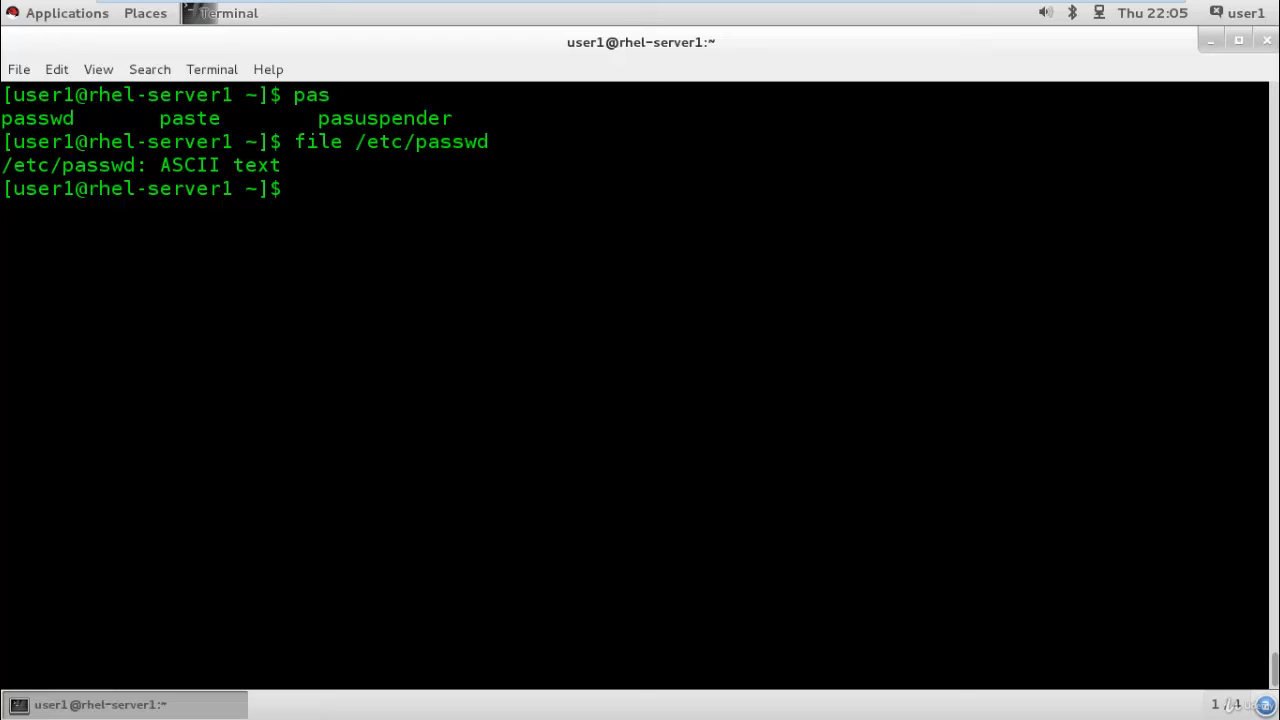 Applications Places Terminal Thu 22:05 user1
user1@rhel-server1:~
File Edit View Search Terminal Help
[user1@rhel-server1 ~]$ pas
passwd paste pasuspender
[user1@rhel-server1 ~]$ file /etc/passwd
/etc/passwd: ASCII text
[user1@rhel-server1 ~]$
user1@rhel-server1:~ 1 / 4